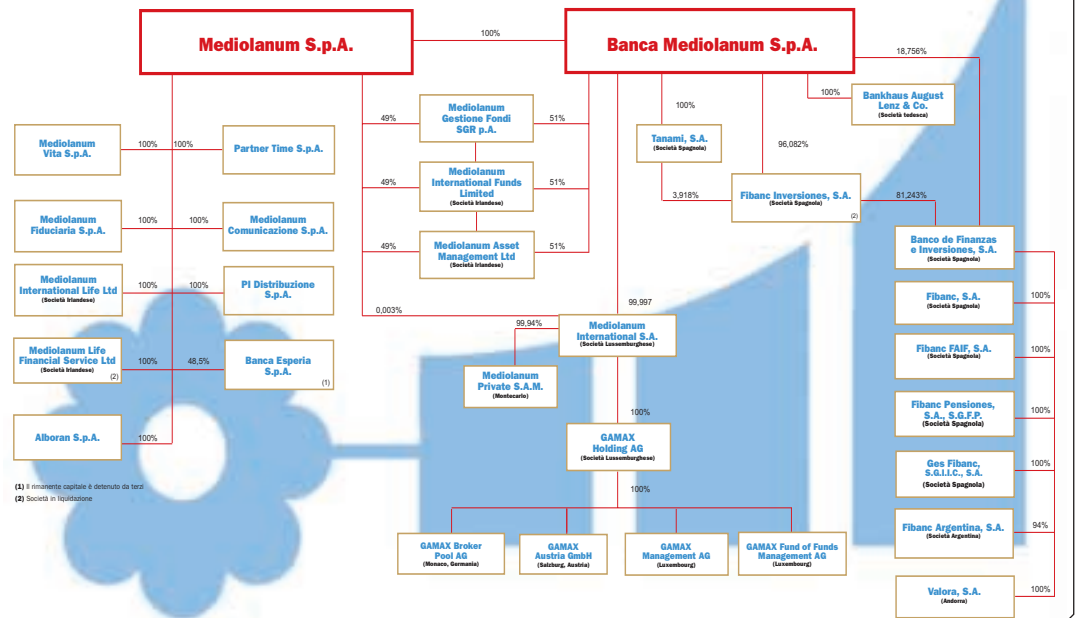 Mediolanum S.p.A.
100%
Banca Mediolanum S.p.A.
18,756%
100%
Bankhaus August
Lenz & Co.
(Società tedesca)
Mediolanum
Vita S.p.A.
100%
100%
Partner Time S.p.A.
Mediolanum
Fiduciaria S.p.A.
100%
100%
Mediolanum
Comunicazione S.p.A.
Mediolanum
International Life Ltd
(Società Irlandese)
100%
100%
PI Distribuzione
S.p.A.
Mediolanum Life
Financial Service Ltd
(Società Irlandese)
(2)
100%
48,5%
Banca Esperia
S.p.A.
(1)
Alboran S.p.A.
100%
(1) Il rimanente capitale è detenuto da terzi
(2) Società in liquidazione
49%
Mediolanum
Gestione Fondi
SGR p.A.
51%
49%
Mediolanum
International Funds
Limited
(Società Irlandese)
51%
49%
Mediolanum Asset
Management Ltd
(Società Irlandese)
51%
100%
Tanami, S.A.
(Società Spagnola)
96,082%
3,918%
Fibanc Inversiones, S.A.
(Società Spagnola)
(2)
81,243%
0,003%
99,997
99,94%
Mediolanum
International S.A.
(Società Lussemburghese)
Mediolanum
Private S.A.M.
(Montecarlo)
100%
GAMAX
Holding AG
(Società Lussemburghese)
100%
GAMAX Broker
Pool AG
(Monaco, Germania)
GAMAX
Austria GmbH
(Salzburg, Austria)
GAMAX
Management AG
(Luxembourg)
GAMAX Fund of Funds
Management AG
(Luxembourg)
Banco de Finanzas
e Inversiones, S.A.
(Società Spagnola)
Fibanc, S.A.
(Società Spagnola)
100%
Fibanc FAIF, S.A.
(Società Spagnola)
100%
Fibanc Pensiones,
S.A., S.G.F.P.
(Società Spagnola)
100%
Ges Fibanc,
S.G.I.I.C., S.A.
(Società Spagnola)
100%
Fibanc Argentina, S.A.
(Società Argentina)
94%
Valora, S.A.
(Andorra)
100%